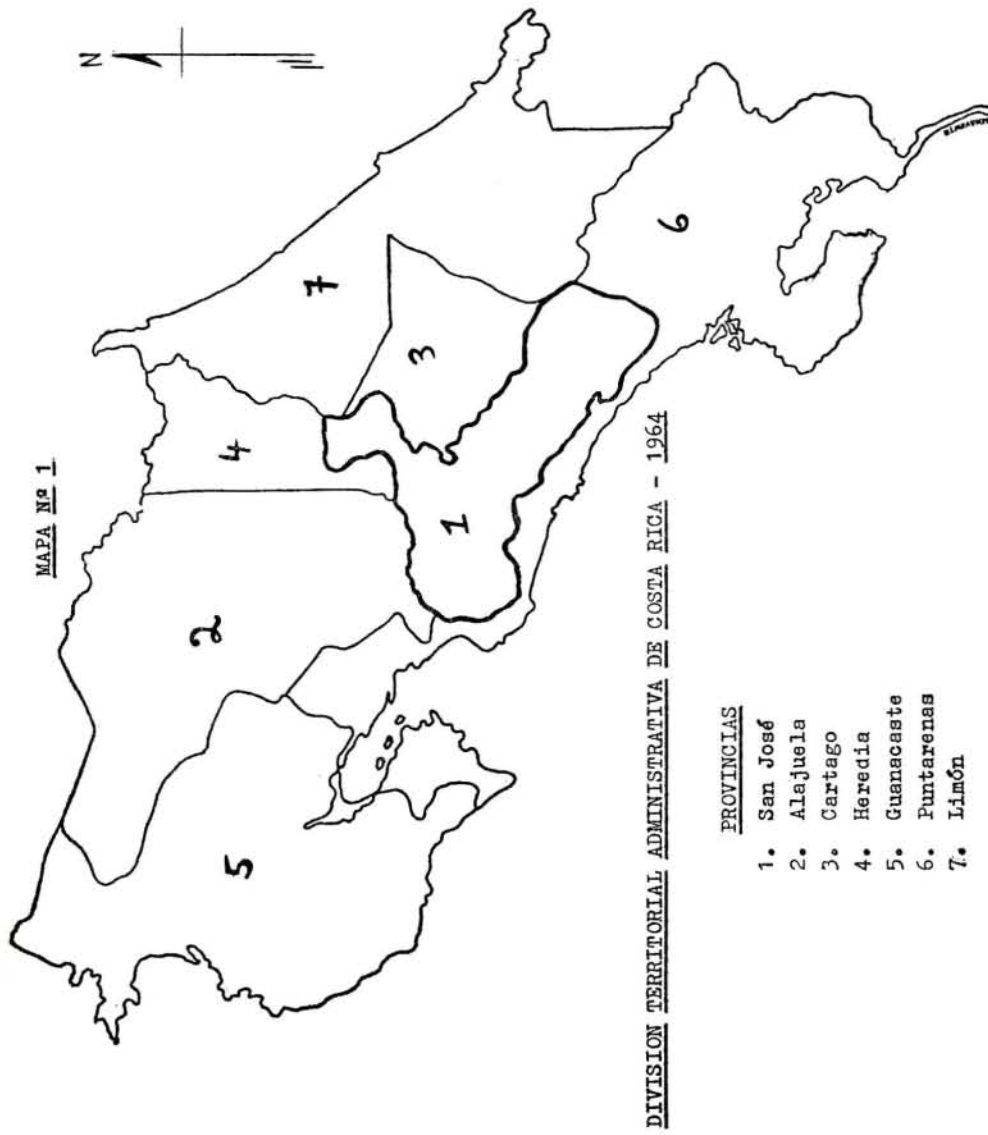 MAPA Nº 1
N
2
4
7
5
1
3
6
DIVISION TERRITORIAL ADMINISTRATIVA DE COSTA RICA - 1964
PROVINCIAS
1. San José
2. Alajuela
3. Cartago
4. Heredia
5. Guanacaste
6. Puntarenas
7. Limón